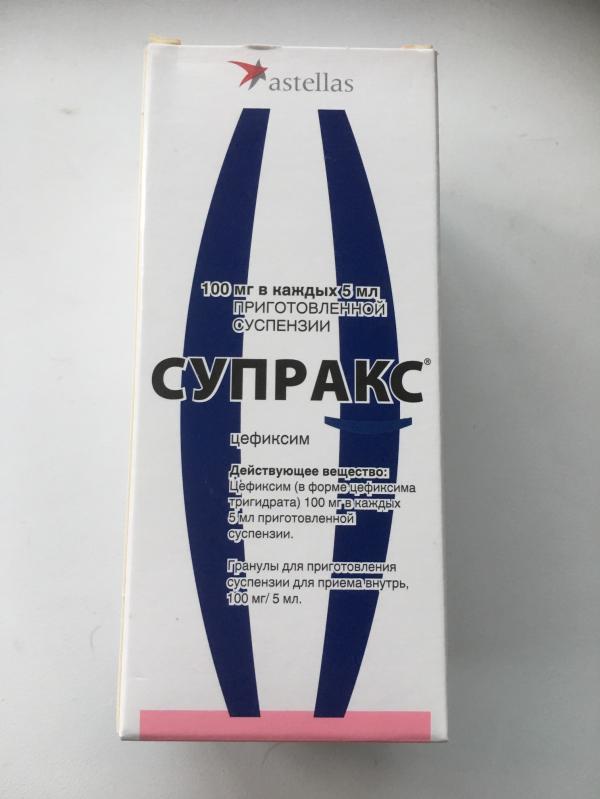 astellas
100 мг в каждых 5 мл
ПРИГОТОВЛЕННОЙ
СУСПЕНЗИИ
СУПРАКС®
цефиксим
Действующее вещество:
Цефиксим (в форме цефиксима
тригидрата) 100 мг в каждых
5 мл приготовленной
суспензии.
Гранулы для приготовления
суспензии для приема внутрь,
100 мг/ 5 мл.